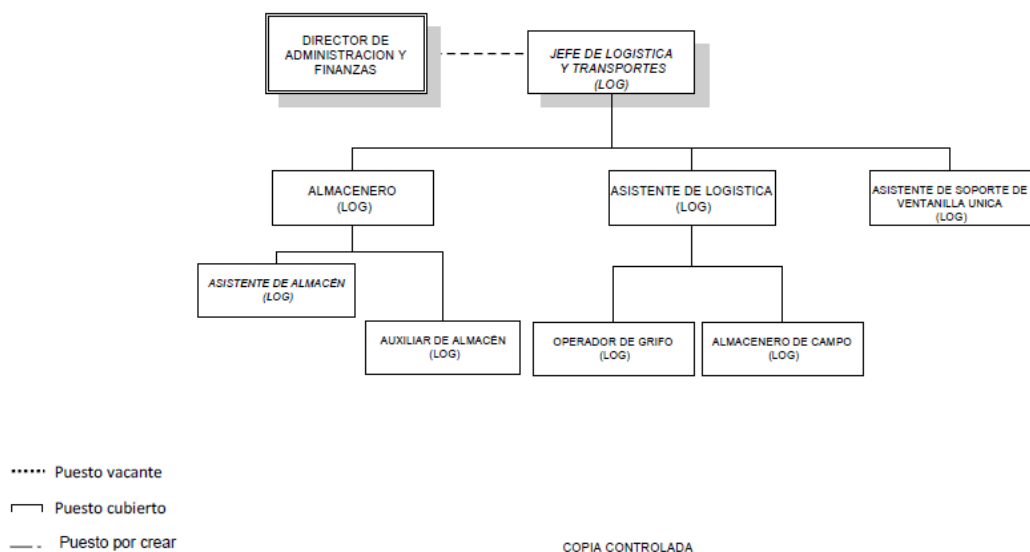 DIRECTOR DE
ADMINISTRACION Y
FINANZAS
JEFE DE LOGISTICA
Y TRANSPORTES
(LOG)
ALMACENERO
(LOG)
ASISTENTE DE LOGISTICA
(LOG)
ASISTENTE DE SOPORTE DE
VENTANILLA UNICA
(LOG)
ASISTENTE DE ALMACÉN
(LOG)
AUXILIAR DE ALMACÉN
(LOG)
OPERADOR DE GRIFO
(LOG)
ALMACENERO DE CAMPO
(LOG)
Puesto vacante
Puesto cubierto
Puesto por crear
COPIA CONTROLADA